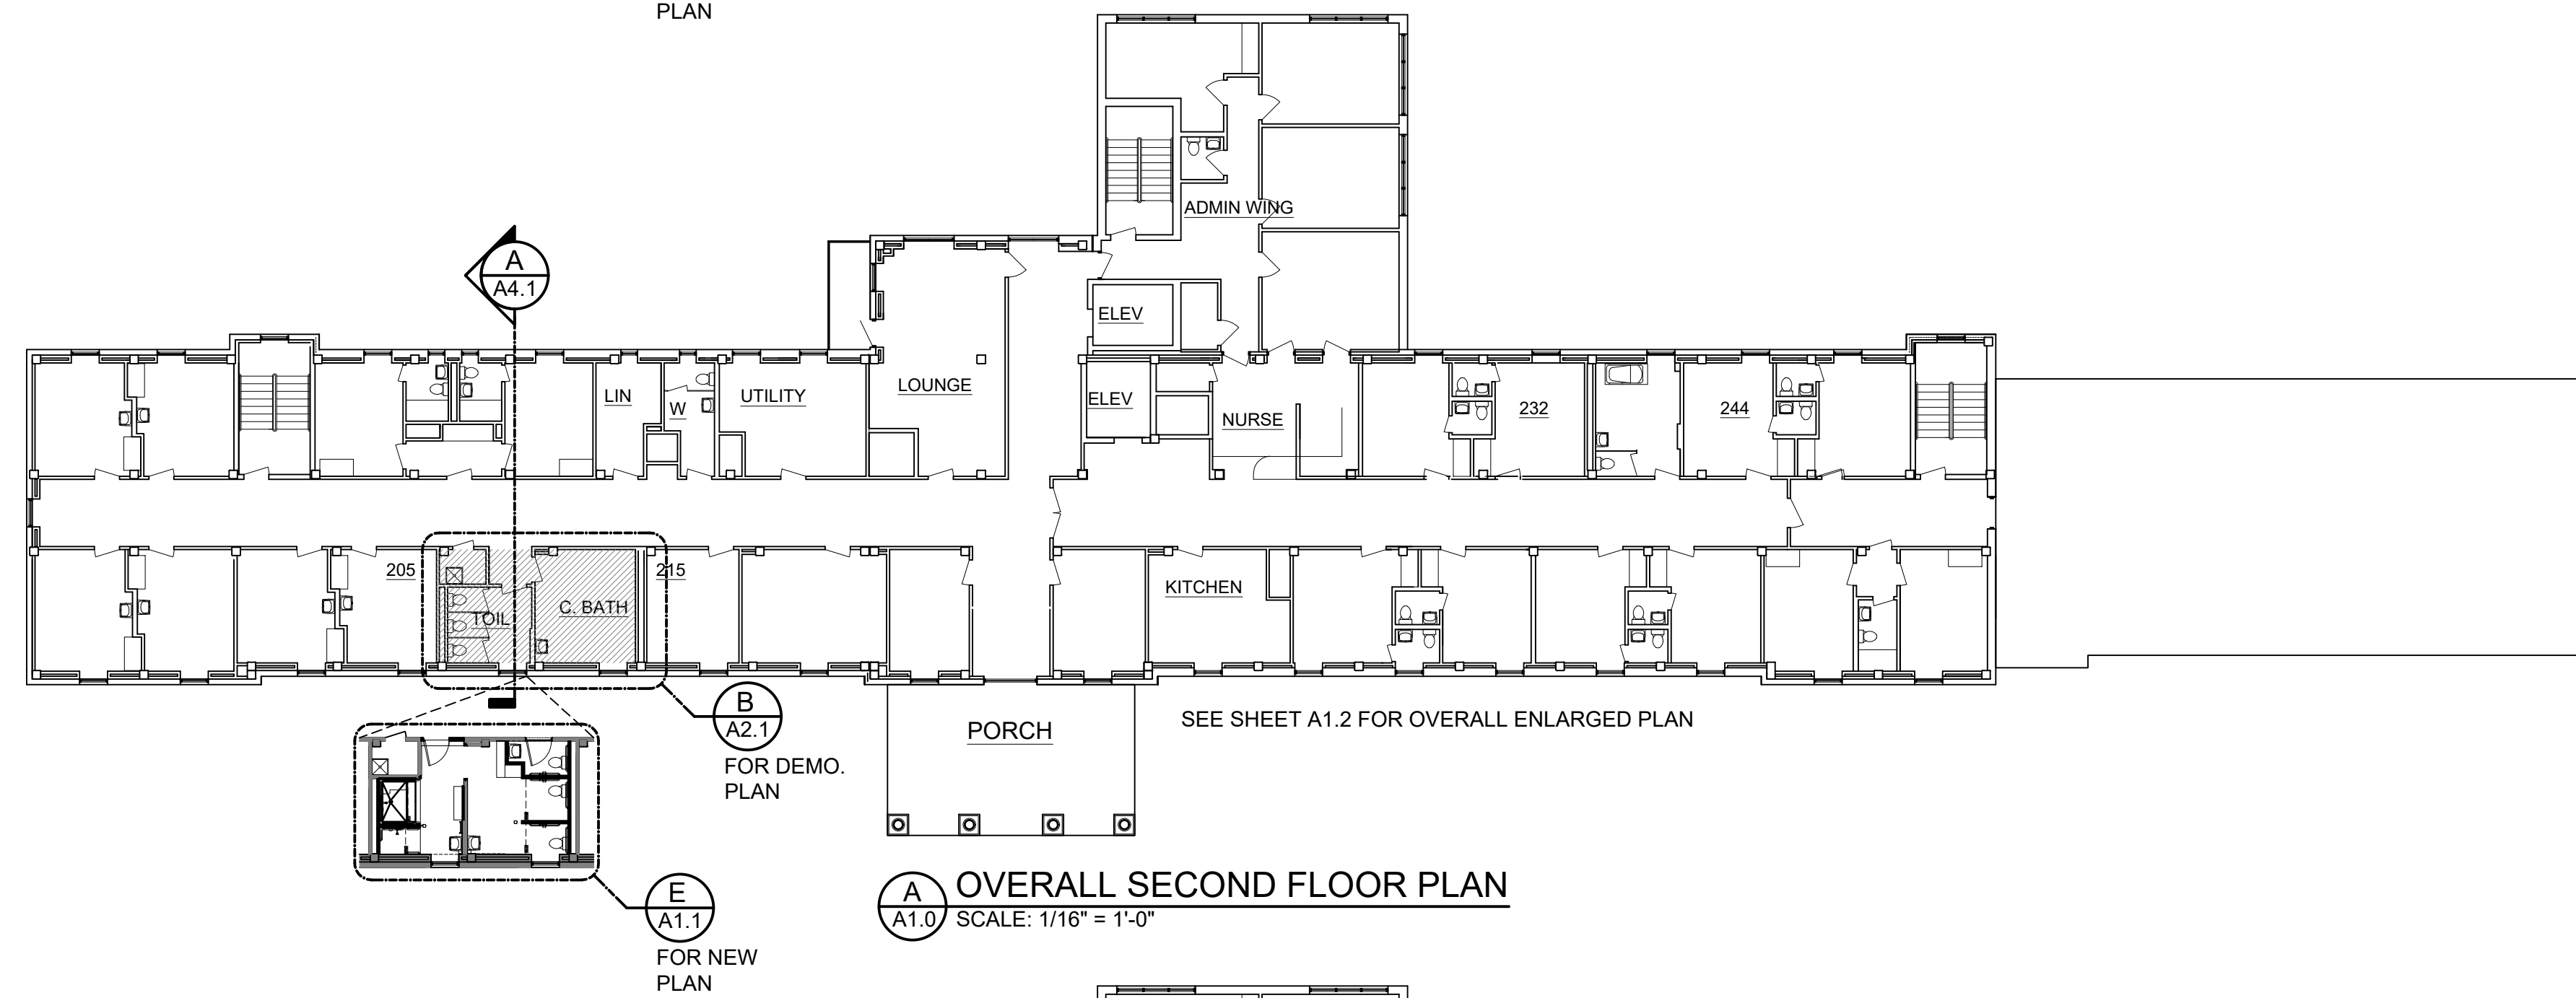 PLAN
ADMIN WING
A
A4.1
ELEV
LOUNGE
LIN
W
UTILITY
ELEV
NURSE
232
244
205
215
TOIL
C. BATH
KITCHEN
B
A2.1
FOR DEMO.
PLAN
PORCH
SEE SHEET A1.2 FOR OVERALL ENLARGED PLAN
E
A1.1
FOR NEW
PLAN
A
A1.0
OVERALL SECOND FLOOR PLAN
SCALE: 1/16" = 1'-0"